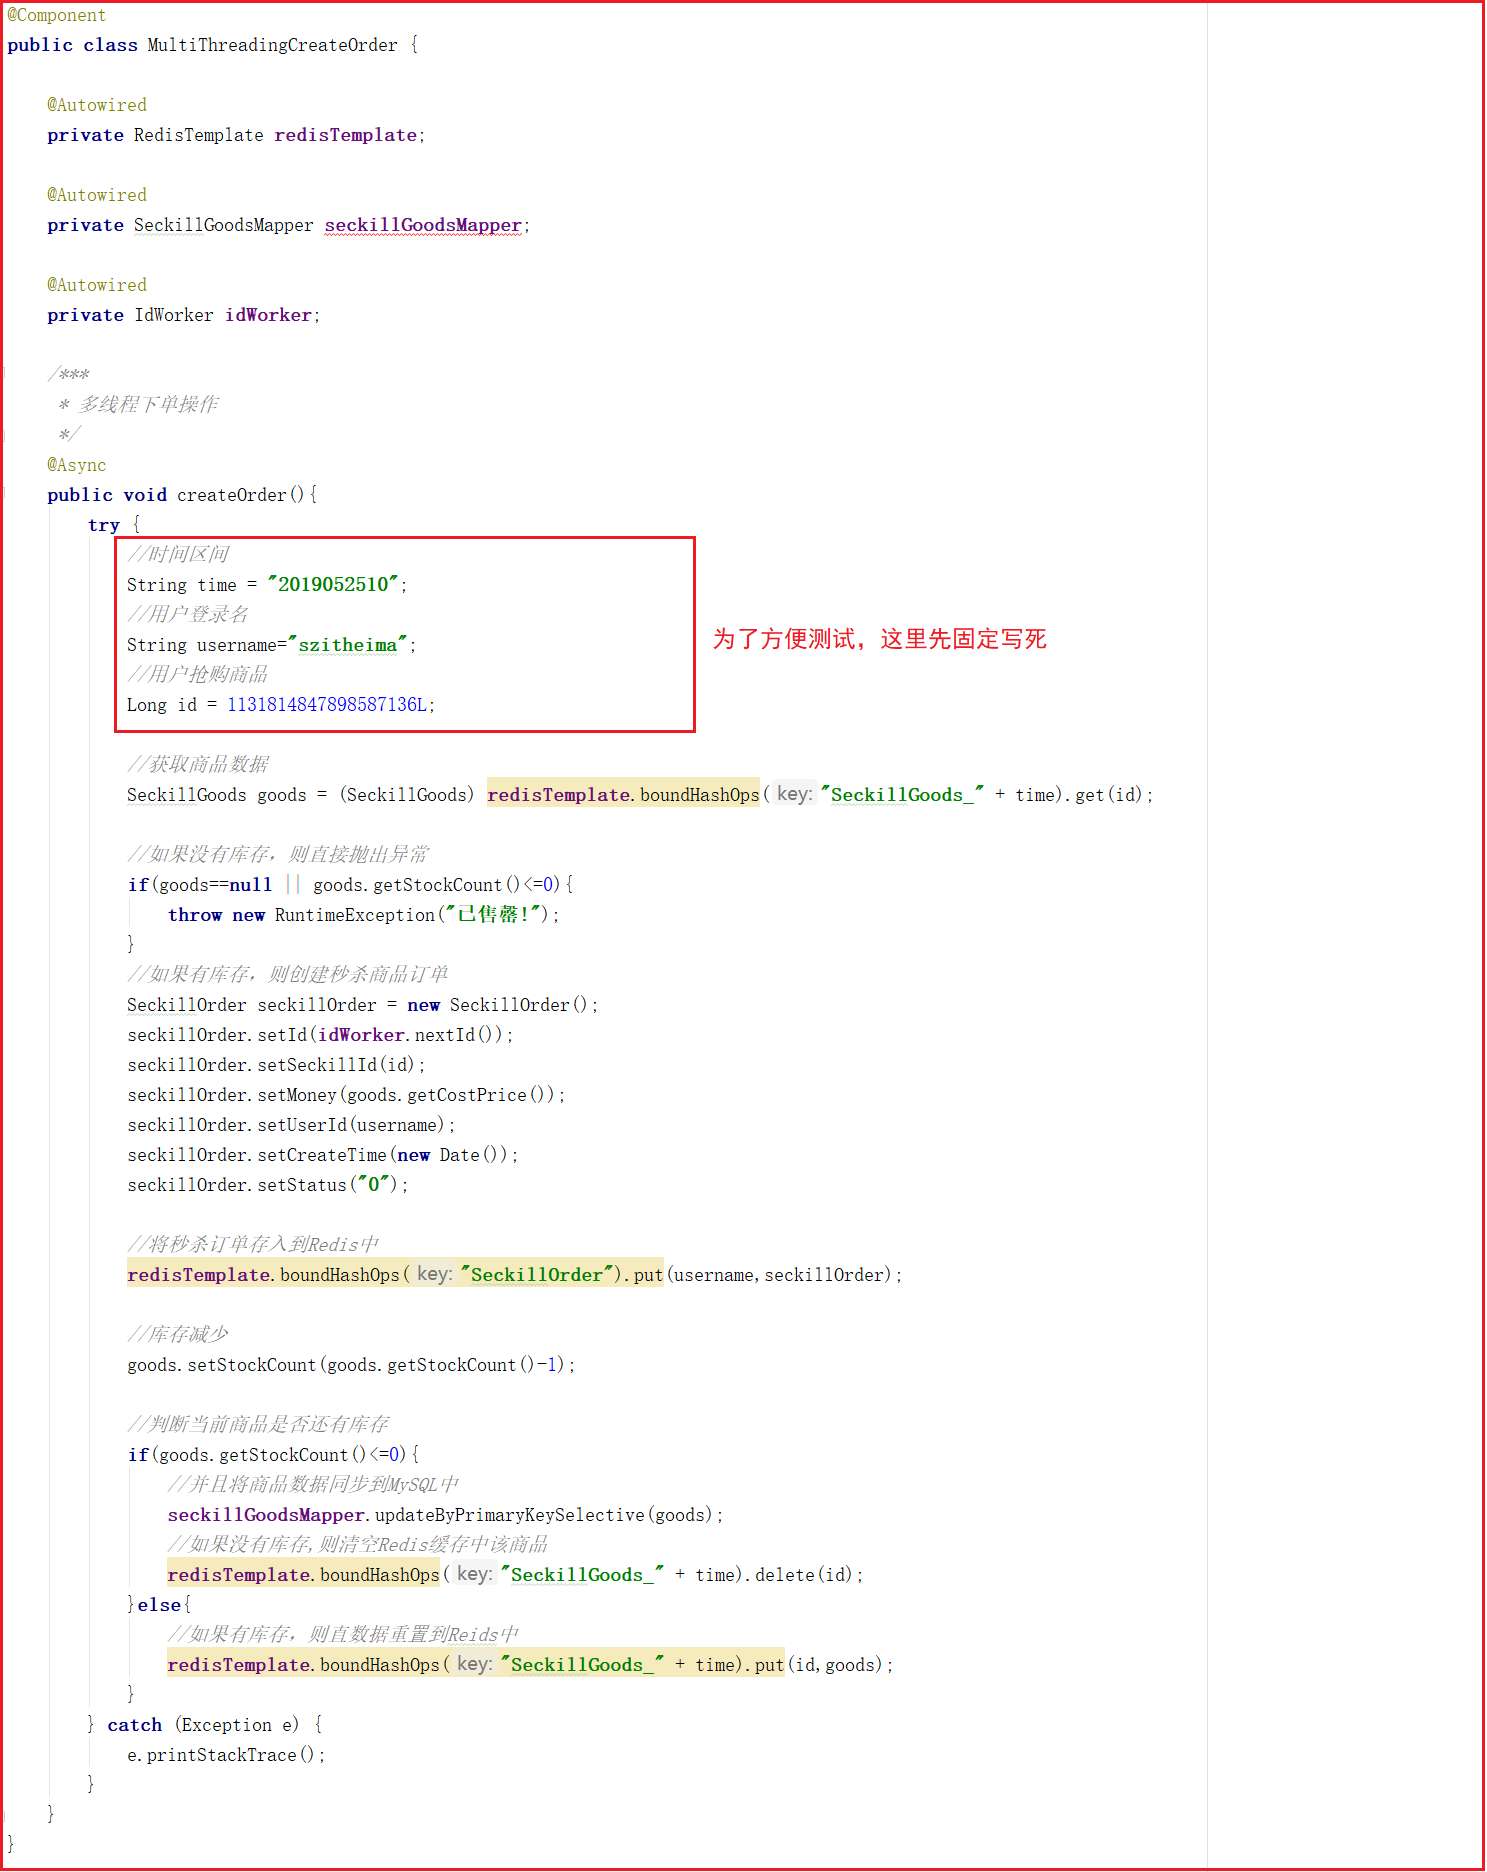 @Component
public class MultiThreadingCreateOrder {
@Autowired
private RedisTemplate redisTemplate;
@Autowired
private SeckillGoodsMapper seckillGoodsMapper;
@Autowired
private IdWorker idWorker;
/***
* 多线程下单操作
*/
@Async
public void createOrder(){
try {
//时间区间
String time = "2019052510";
//用户登录名
String username="szitheima";
为了方便测试，这里先固定写死
//用户抢购商品
Long id = 1131814847898587136L;
//获取商品数据
SeckillGoods goods = (SeckillGoods) redisTemplate.boundHashOps( key: "SeckillGoods_" + time).get(id);
//如果没有库存，则直接抛出异常
if(goods==null || goods.getStockCount()<=0){
throw new RuntimeException("已售罄!");
}
//如果有库存，则创建秒杀商品订单
SeckillOrder seckillOrder = new SeckillOrder();
seckillOrder.setId(idWorker.nextId());
seckillOrder.setSeckillId(id);
seckillOrder.setMoney(goods.getCostPrice());
seckillOrder.setUserId(username);
seckillOrder.setCreateTime(new Date());
seckillOrder.setStatus("0");
//将秒杀订单存入到Redis中
redisTemplate.boundHashOps( key: "SeckillOrder").put(username,seckillOrder);
//库存减少
goods.setStockCount(goods.getStockCount()-1);
//判断当前商品是否还有库存
if(goods.getStockCount()<=0){
//并且将商品数据同步到MySQL中
seckillGoodsMapper.updateByPrimaryKeySelective(goods);
//如果没有库存,则清空Redis缓存中该商品
redisTemplate.boundHashOps( key: "SeckillGoods_" + time).delete(id);
}else{
//如果有库存，则直数据重置到Reids中
redisTemplate.boundHashOps( key: "SeckillGoods_" + time).put(id,goods);
}
} catch (Exception e) {
e.printStackTrace();
}
}
}